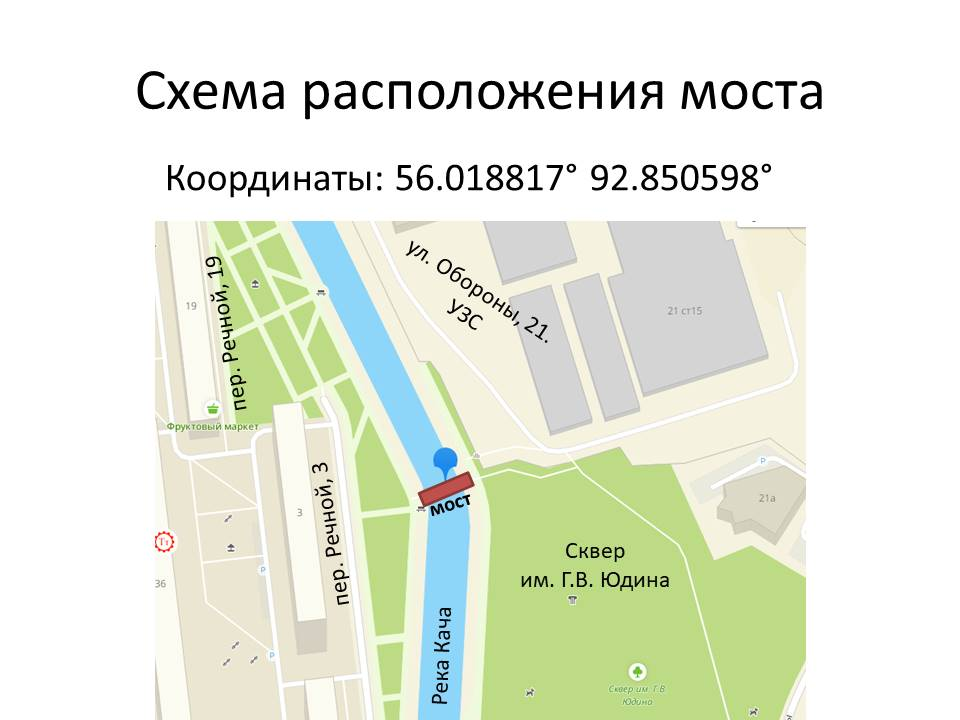 Схема расположения моста
Координаты: 56.018817° 92.850598°
пер. Речной, 19
19
ул. Обороны, 21.
УЗС
21 ст15
Фруктовый маркет
пер. Речной, 3
3
P
21а
мост
Тт
P
36
Сквер
им. Г.В. Юдина
Река Кача
P
Сквер им. Г.В.
Юдина